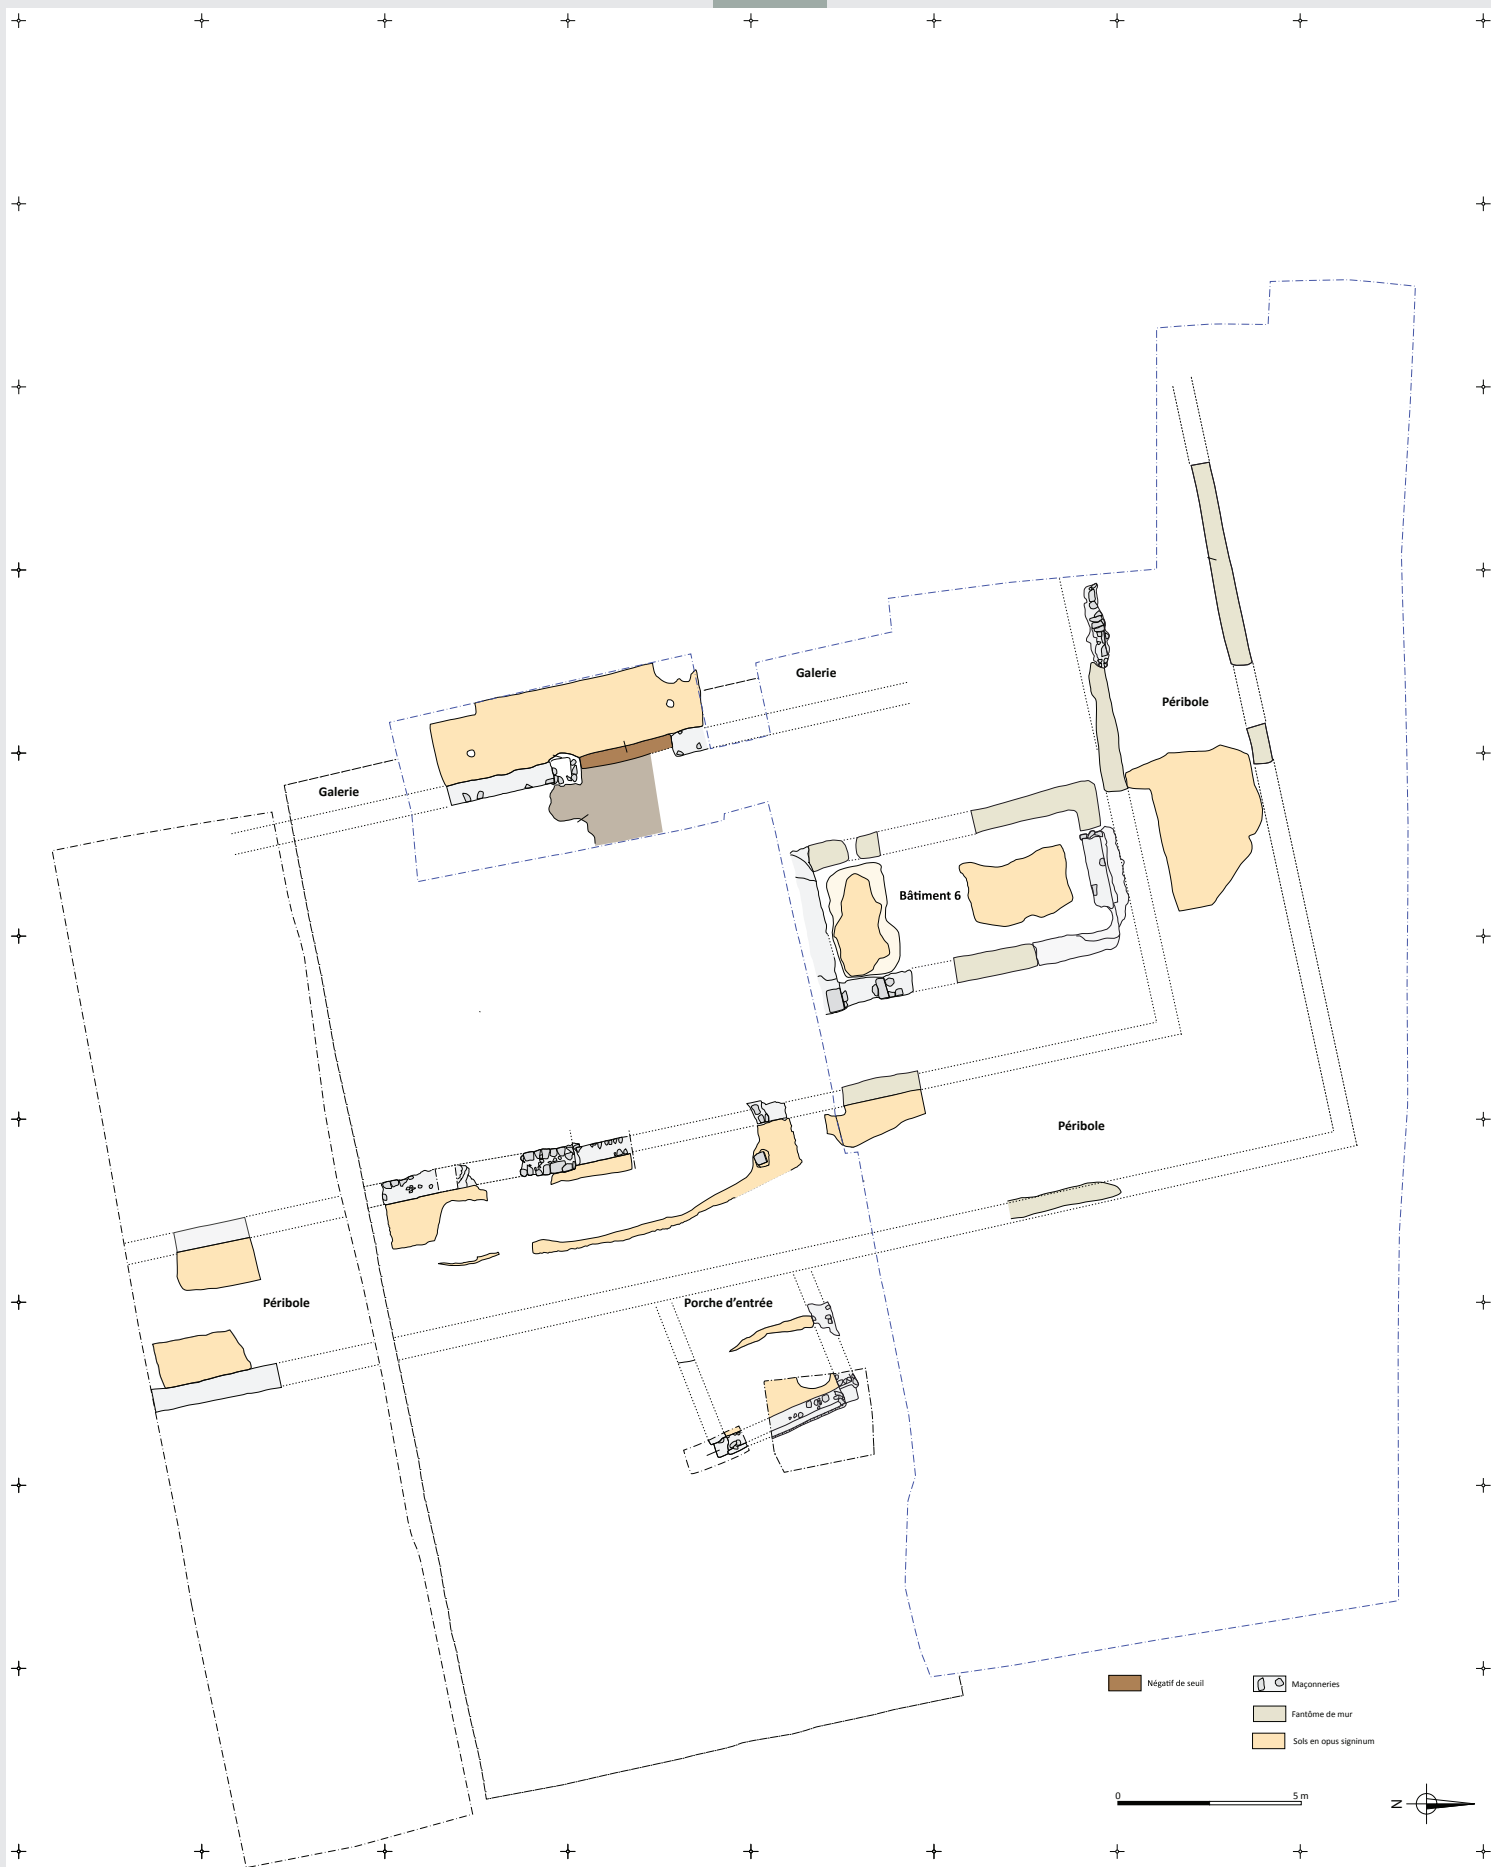 Galerie
Péribole
Galerie
Bâtiment 6
Péribole
Péribole
Porche d'entrée
Négatif de seuil
Maçonneries
Fantôme de mur
Sols en opus signinum
0
5 m
N